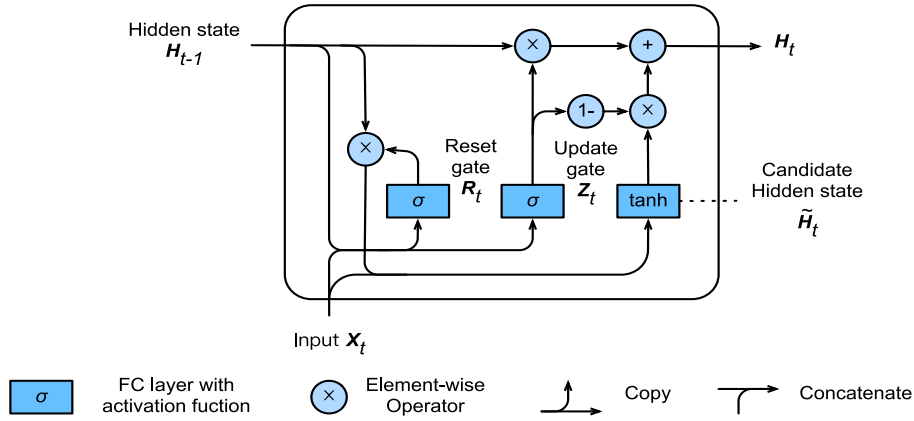 Hidden state
H_{t-1}
×
+
H_t
1-
×
×
Reset
gate
R_t
Update
gate
Z_t
σ
σ
tanh
Candidate
Hidden state
H̃_t
Input X_t
σ
FC layer with
activation fuction
×
Element-wise
Operator
Copy
Concatenate